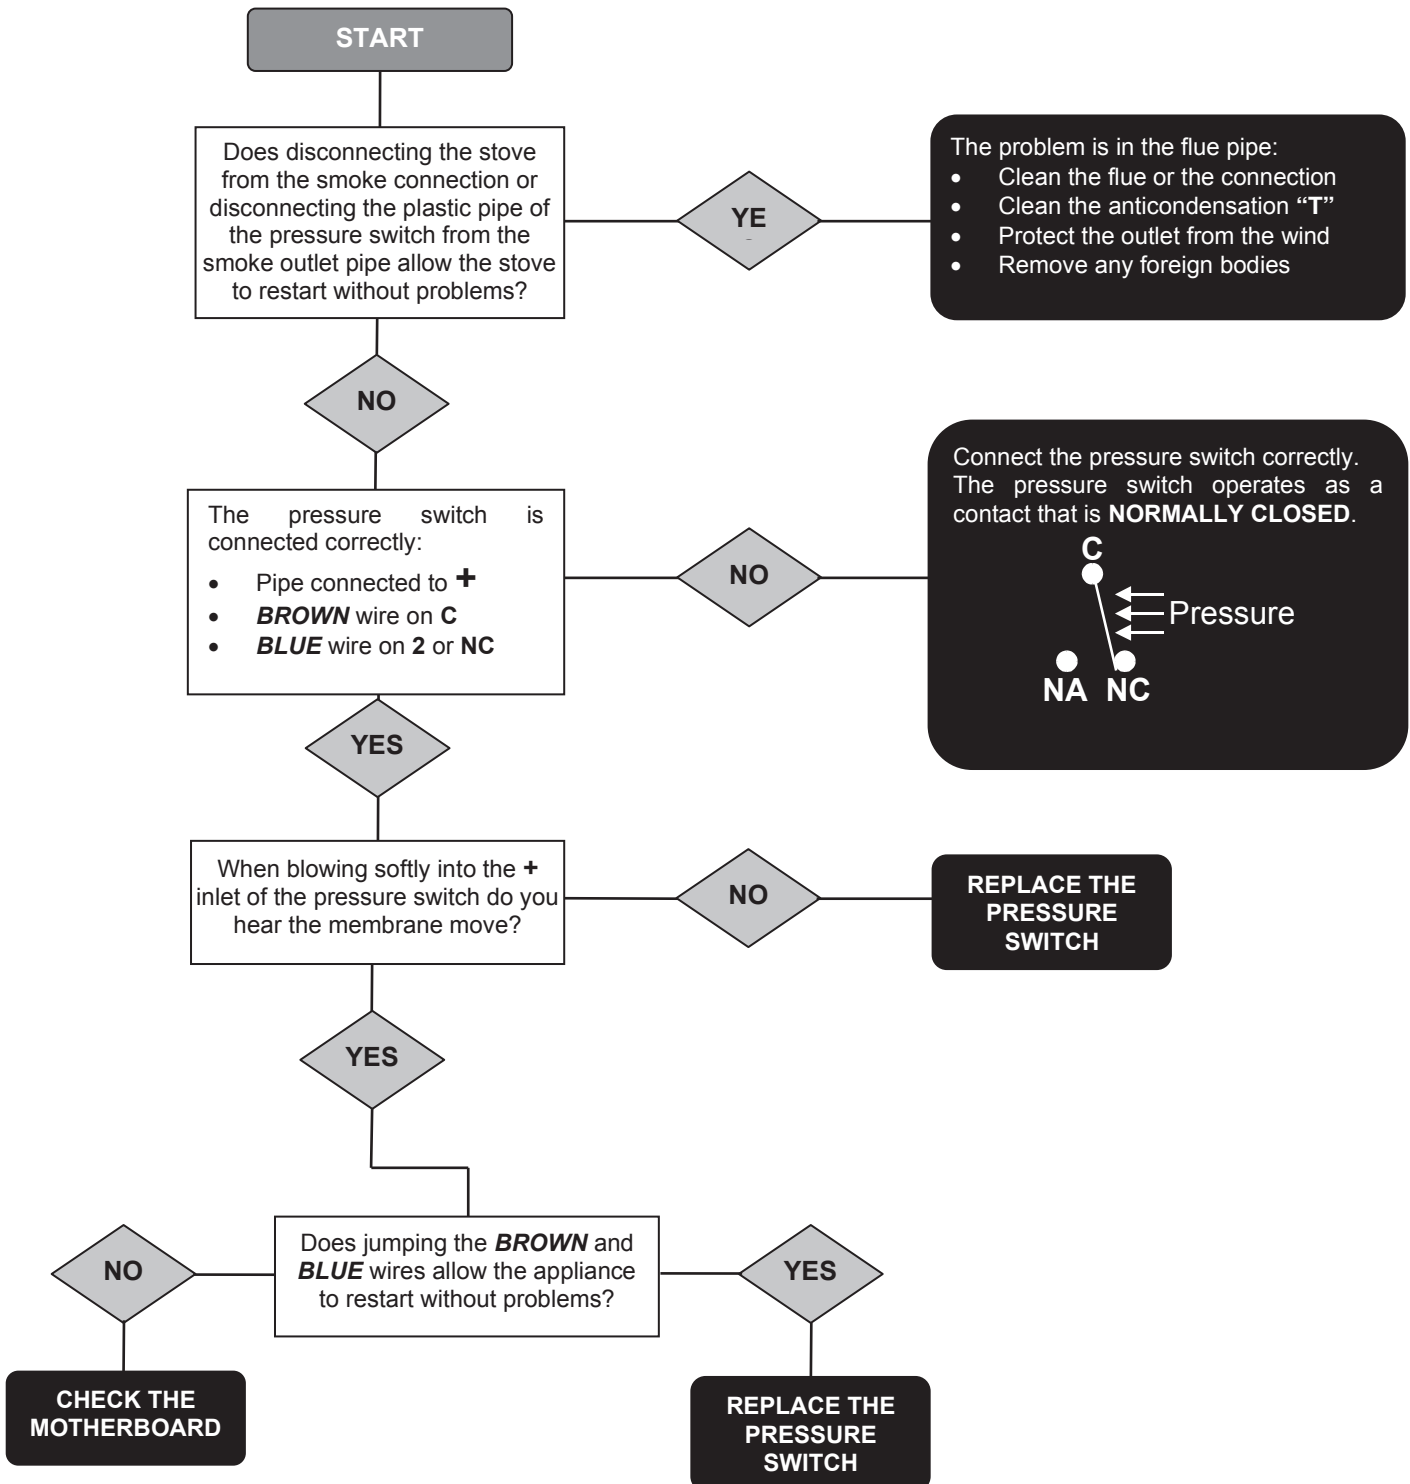 START
Does disconnecting the stove
from the smoke connection or
disconnecting the plastic pipe of
the pressure switch from the
smoke outlet pipe allow the stove
to restart without problems?
YE
The problem is in the flue pipe:
• Clean the flue or the connection
• Clean the anticondensation “T”
• Protect the outlet from the wind
• Remove any foreign bodies
NO
The pressure switch is
connected correctly:
• Pipe connected to +
• BROWN wire on C
• BLUE wire on 2 or NC
NO
Connect the pressure switch correctly.
The pressure switch operates as a
contact that is NORMALLY CLOSED.
C
Pressure
NA NC
YES
When blowing softly into the +
inlet of the pressure switch do you
hear the membrane move?
NO
REPLACE THE
PRESSURE
SWITCH
YES
Does jumping the BROWN and
BLUE wires allow the appliance
to restart without problems?
NO
YES
CHECK THE
MOTHERBOARD
REPLACE THE
PRESSURE
SWITCH